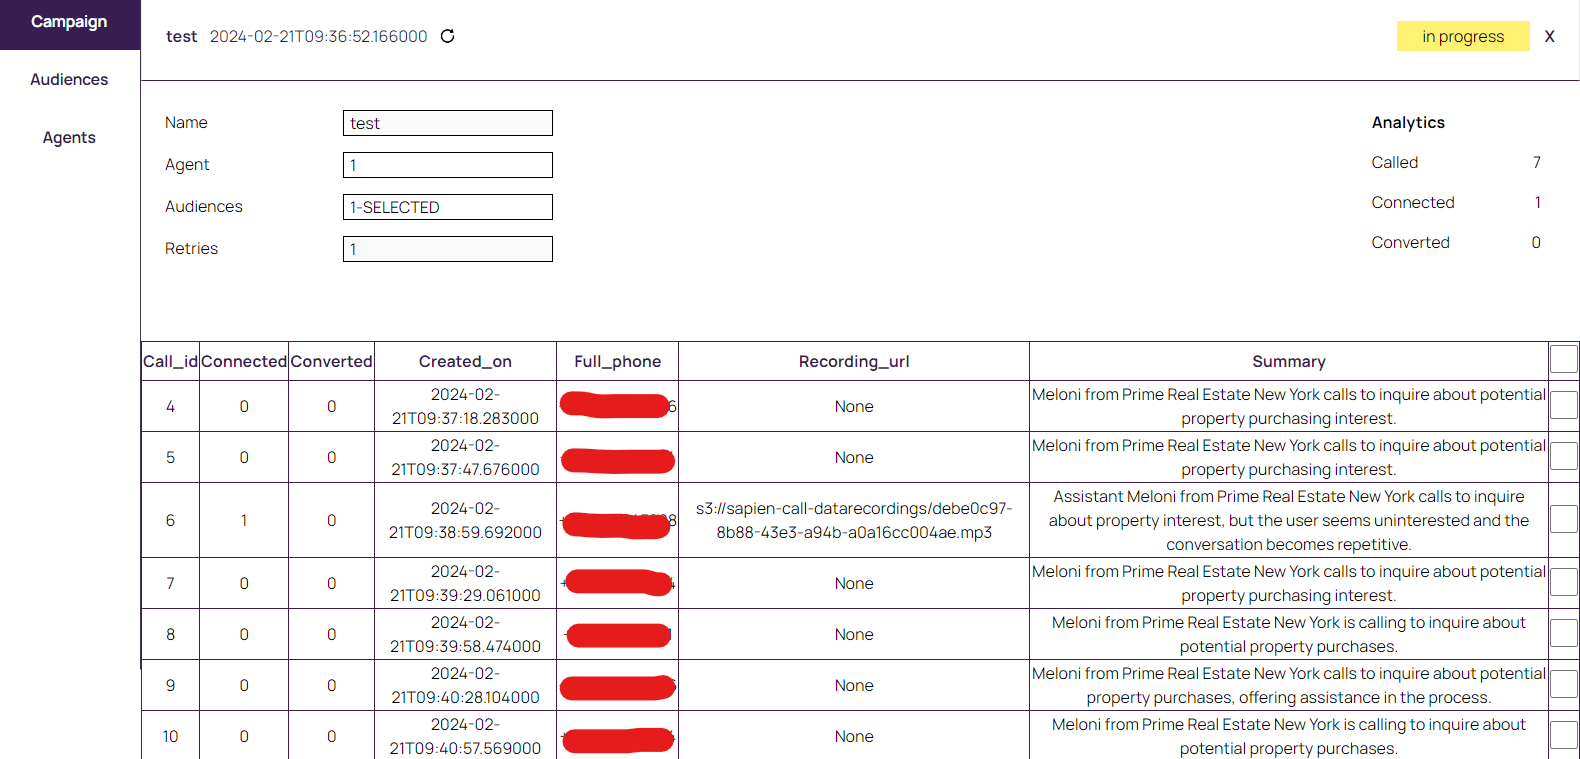 Campaign
Audiences
Agents
test 2024-02-21T09:36:52.166000
in progress X
Name test
Agent 1
Audiences 1-SELECTED
Retries 1
Analytics
Called 7
Connected 1
Converted 0
Call_id Connected Converted Created_on Full_phone Recording_url Summary
4 0 0 2024-02-
21T09:37:18.283000 6 None Meloni from Prime Real Estate New York calls to inquire about potential
property purchasing interest.
5 0 0 2024-02-
21T09:37:47.676000 None Meloni from Prime Real Estate New York calls to inquire about potential
property purchasing interest.
6 1 0 2024-02-
21T09:38:59.692000 8 s3://sapien-call-datarecordings/debe0c97-
8b88-43e3-a94b-a0a16cc004ae.mp3 Assistant Meloni from Prime Real Estate New York calls to inquire
about property interest, but the user seems uninterested and the
conversation becomes repetitive.
7 0 0 2024-02-
21T09:39:29.061000 None Meloni from Prime Real Estate New York calls to inquire about potential
property purchasing interest.
8 0 0 2024-02-
21T09:39:58.474000 None Meloni from Prime Real Estate New York is calling to inquire about
potential property purchases.
9 0 0 2024-02-
21T09:40:28.104000 None Meloni from Prime Real Estate New York calls to inquire about potential
property purchases, offering assistance in the process.
10 0 0 2024-02-
21T09:40:57.569000 None Meloni from Prime Real Estate New York is calling to inquire about
potential property purchases.